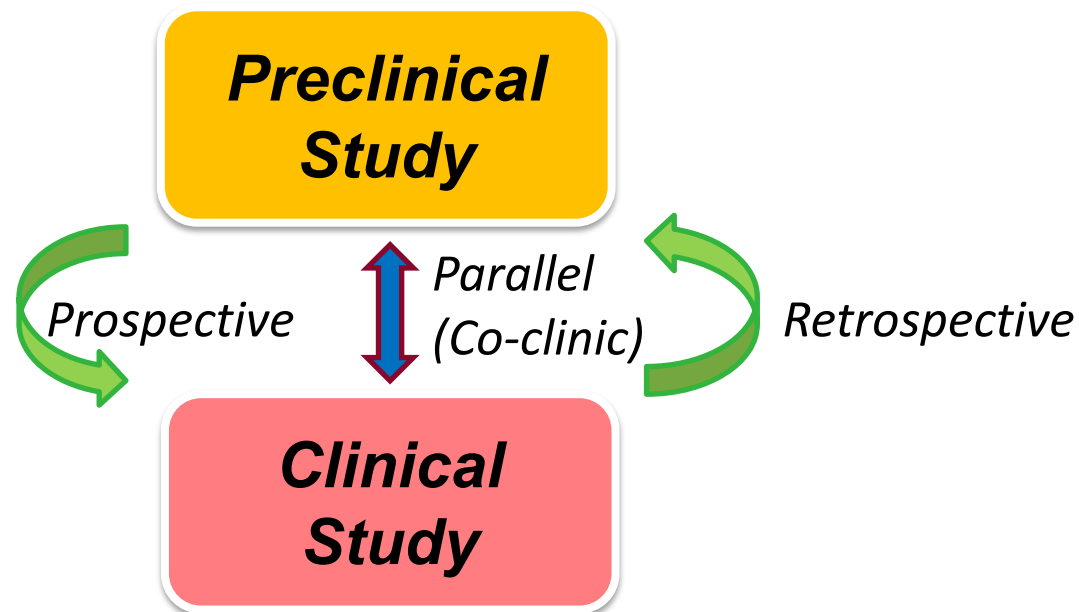 Preclinical
Study
Prospective
Parallel
(Co-clinic)
Retrospective
Clinical
Study